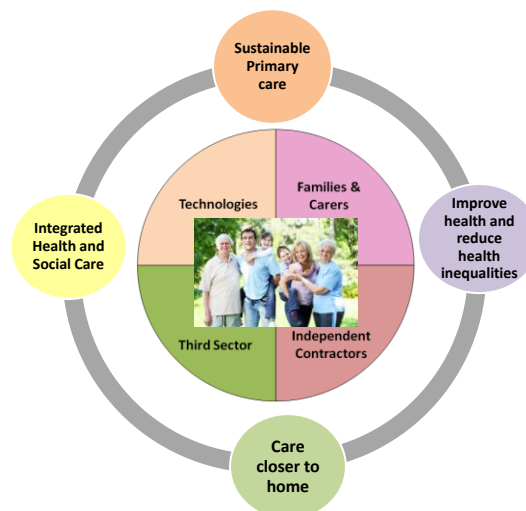 Sustainable
Primary
care
Families &
Carers
Technologies
Improve
health and
reduce
health
inequalities
Integrated
Health and
Social Care
Third Sector
Independent
Contractors
Care
closer to
home